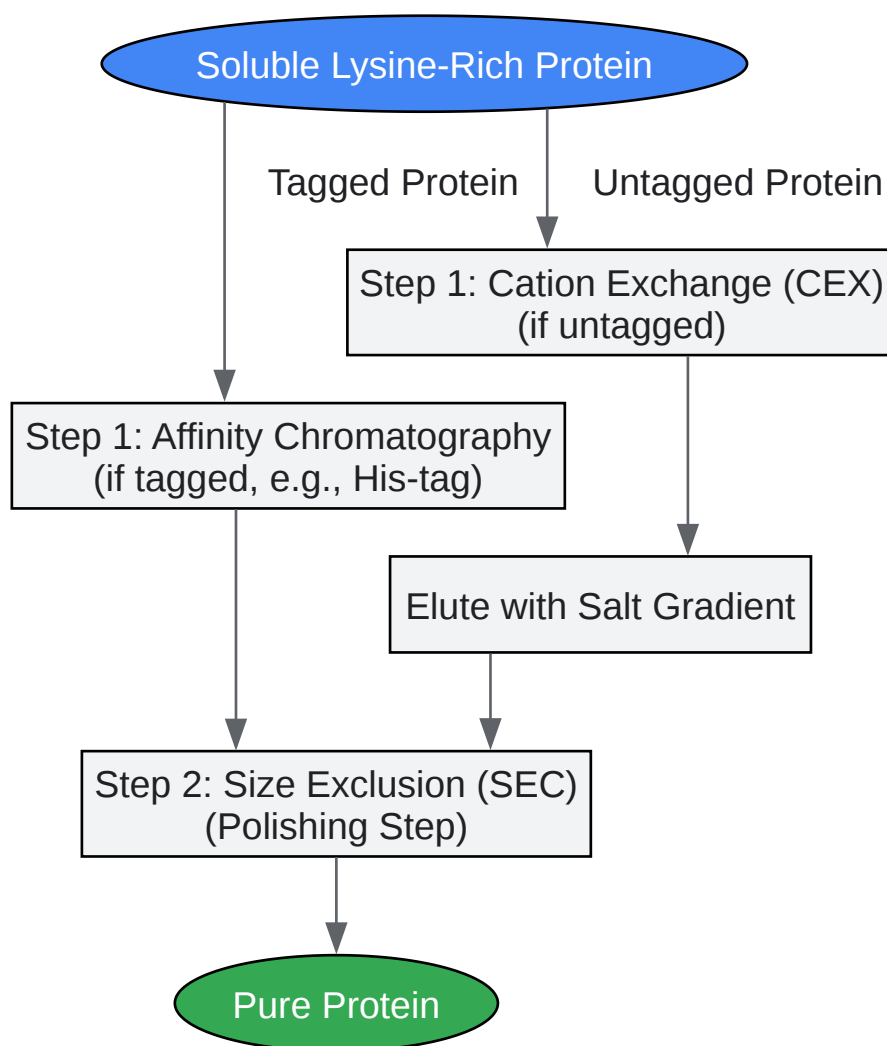 Soluble Lysine-Rich Protein
Tagged Protein
Untagged Protein
Step 1: Cation Exchange (CEX)
(if untagged)
Step 1: Affinity Chromatography
(if tagged, e.g., His-tag)
Elute with Salt Gradient
Step 2: Size Exclusion (SEC)
(Polishing Step)
Pure Protein